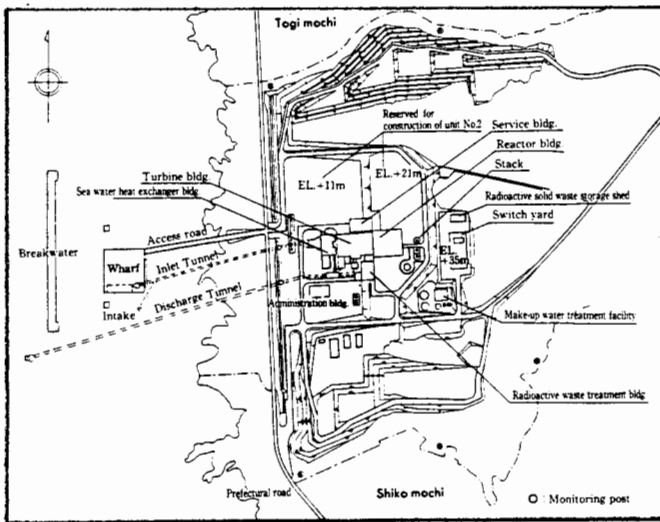 Togi mochi
Reserved for
construction of unit No.2
Service bldg.
Reactor bldg.
Stack
Turbine bldg.
Sea water heat exchanger bldg.
EL. +11m
EL. +21m
Radioactive solid waste storage shed
Switch yard
Access road
Breakwater
Wharf
Inlet Tunnel
EL.
+35m
Intake
Discharge Tunnel
Administration bldg.
Make-up water treatment facility
Radioactive waste treatment bldg
Prefectural road
Shiko mochi
O : Monitoring post